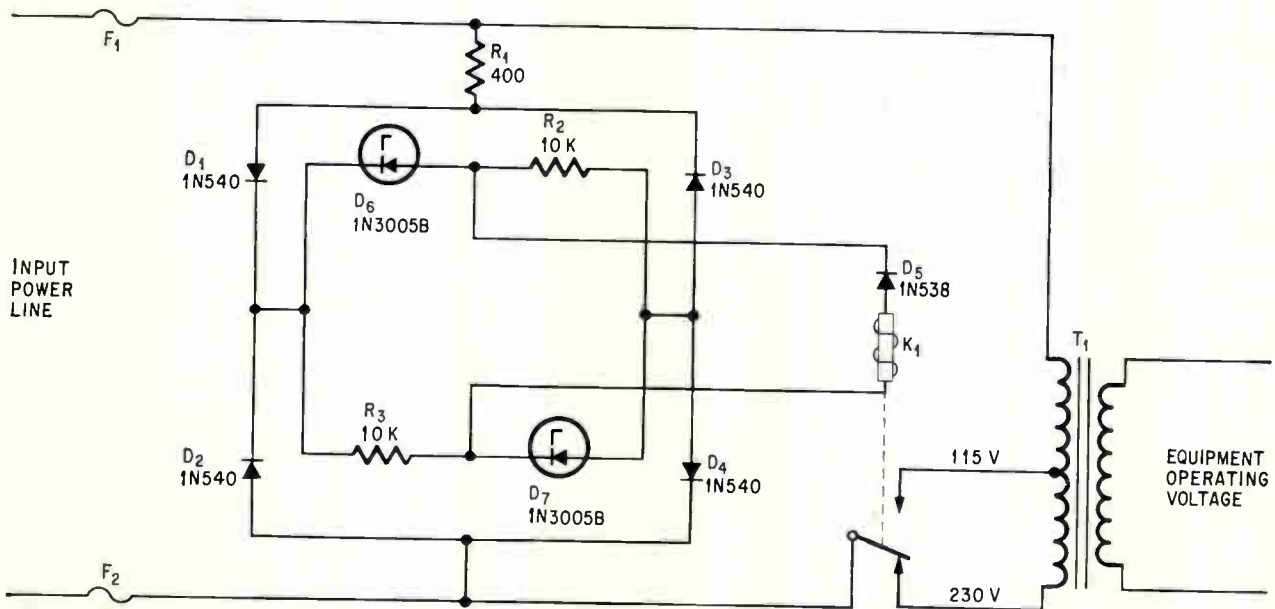 F1
R1
400
R2
10 K
D1
1N540
D3
1N540
D6
1N3005B
INPUT
POWER
LINE
D5
1N538
K1
T1
R3
10 K
D2
1N540
D7
1N3005B
D4
1N540
115 V
EQUIPMENT
OPERATING
VOLTAGE
F2
230 V